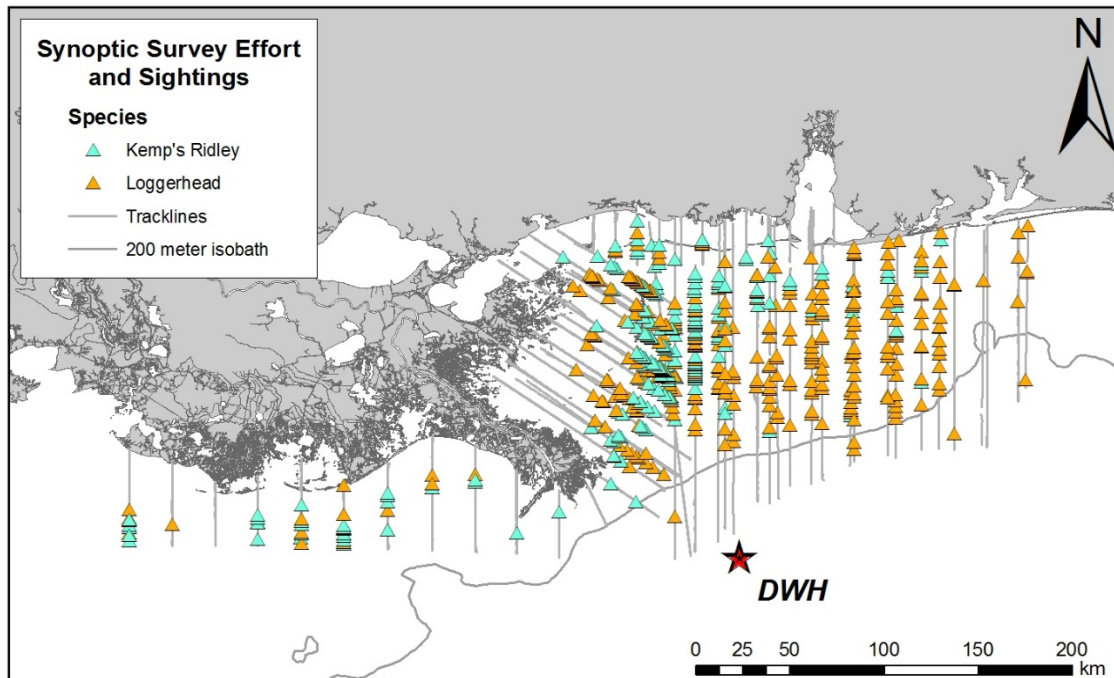 Synoptic Survey Effort
and Sightings
Species
Kemp's Ridley
Loggerhead
Tracklines
200 meter isobath
N
DWH
0 25 50 100 150 200
km